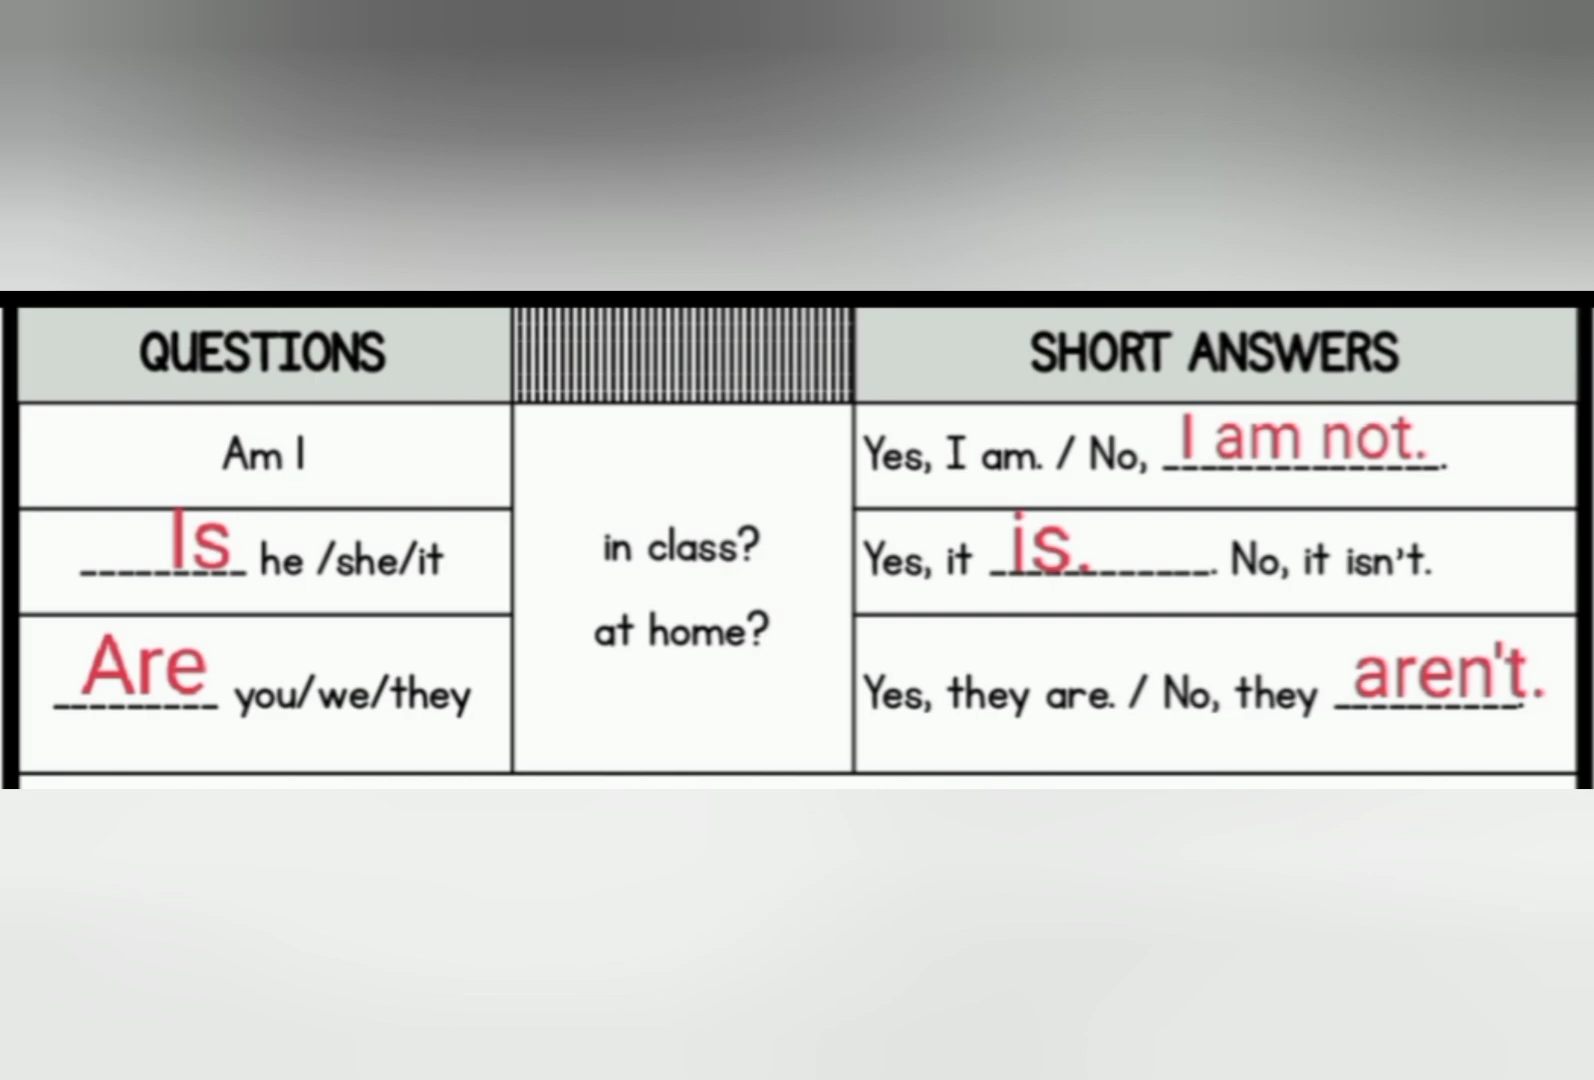 QUESTIONS SHORT ANSWERS
Am I Yes, I am. / No, I am not. .
Is he /she/it in class? Yes, it is. . No, it isn't.
at home?
Are you/we/they Yes, they are. / No, they aren't. .